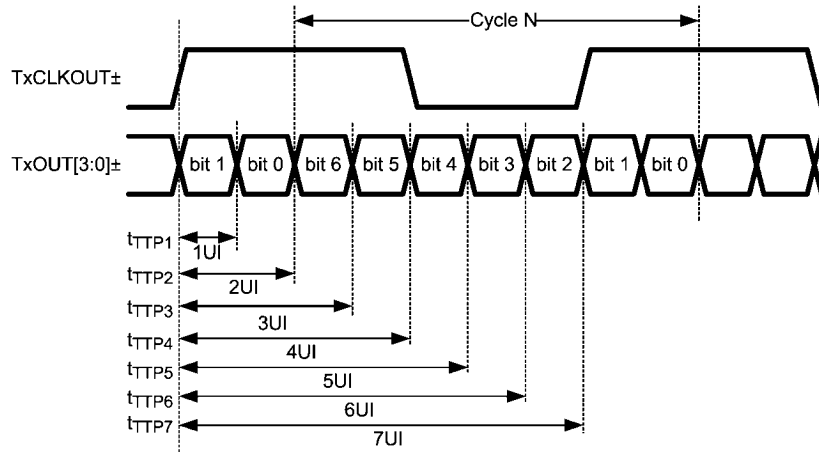 Cycle N
TxCLKOUT±
TxOUT[3:0]± bit 1 bit 0 bit 6 bit 5 bit 4 bit 3 bit 2 bit 1 bit 0
tTTP1
1UI
tTTP2
2UI
tTTP3
3UI
tTTP4
4UI
tTTP5
5UI
tTTP6
6UI
tTTP7
7UI